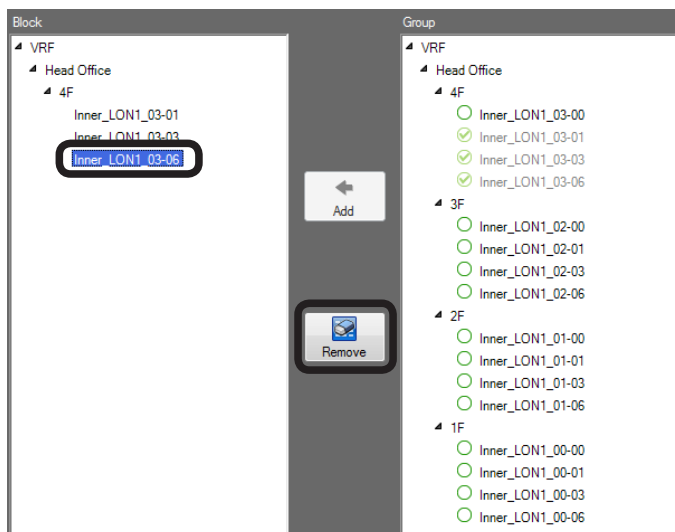 Block
VRF
Head Office
4F
Inner_LON1_03-01
Inner_LON1_03-03
Inner_LON1_03-06
Add
Remove
Group
VRF
Head Office
4F
Inner_LON1_03-00
Inner_LON1_03-01
Inner_LON1_03-03
Inner_LON1_03-06
3F
Inner_LON1_02-00
Inner_LON1_02-01
Inner_LON1_02-03
Inner_LON1_02-06
2F
Inner_LON1_01-00
Inner_LON1_01-01
Inner_LON1_01-03
Inner_LON1_01-06
1F
Inner_LON1_00-00
Inner_LON1_00-01
Inner_LON1_00-03
Inner_LON1_00-06